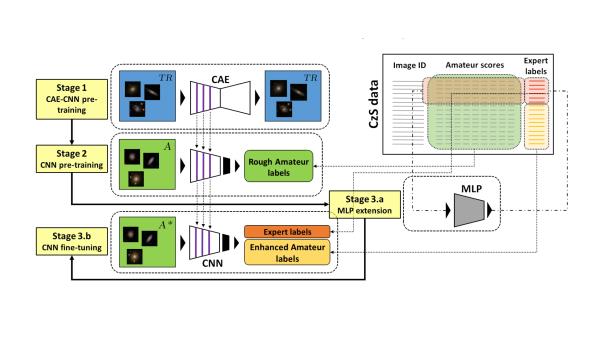 Image ID
Amateur scores
Expert
labels
CzS data
Stage 1
CAE-CNN pre-
training
TR
CAE
TR
Stage 2
CNN pre-training
A
Rough Amateur
labels
Stage 3.a
MLP extension
MLP
Stage 3.b
CNN fine-tuning
A*
CNN
Expert labels
Enhanced Amateur
labels